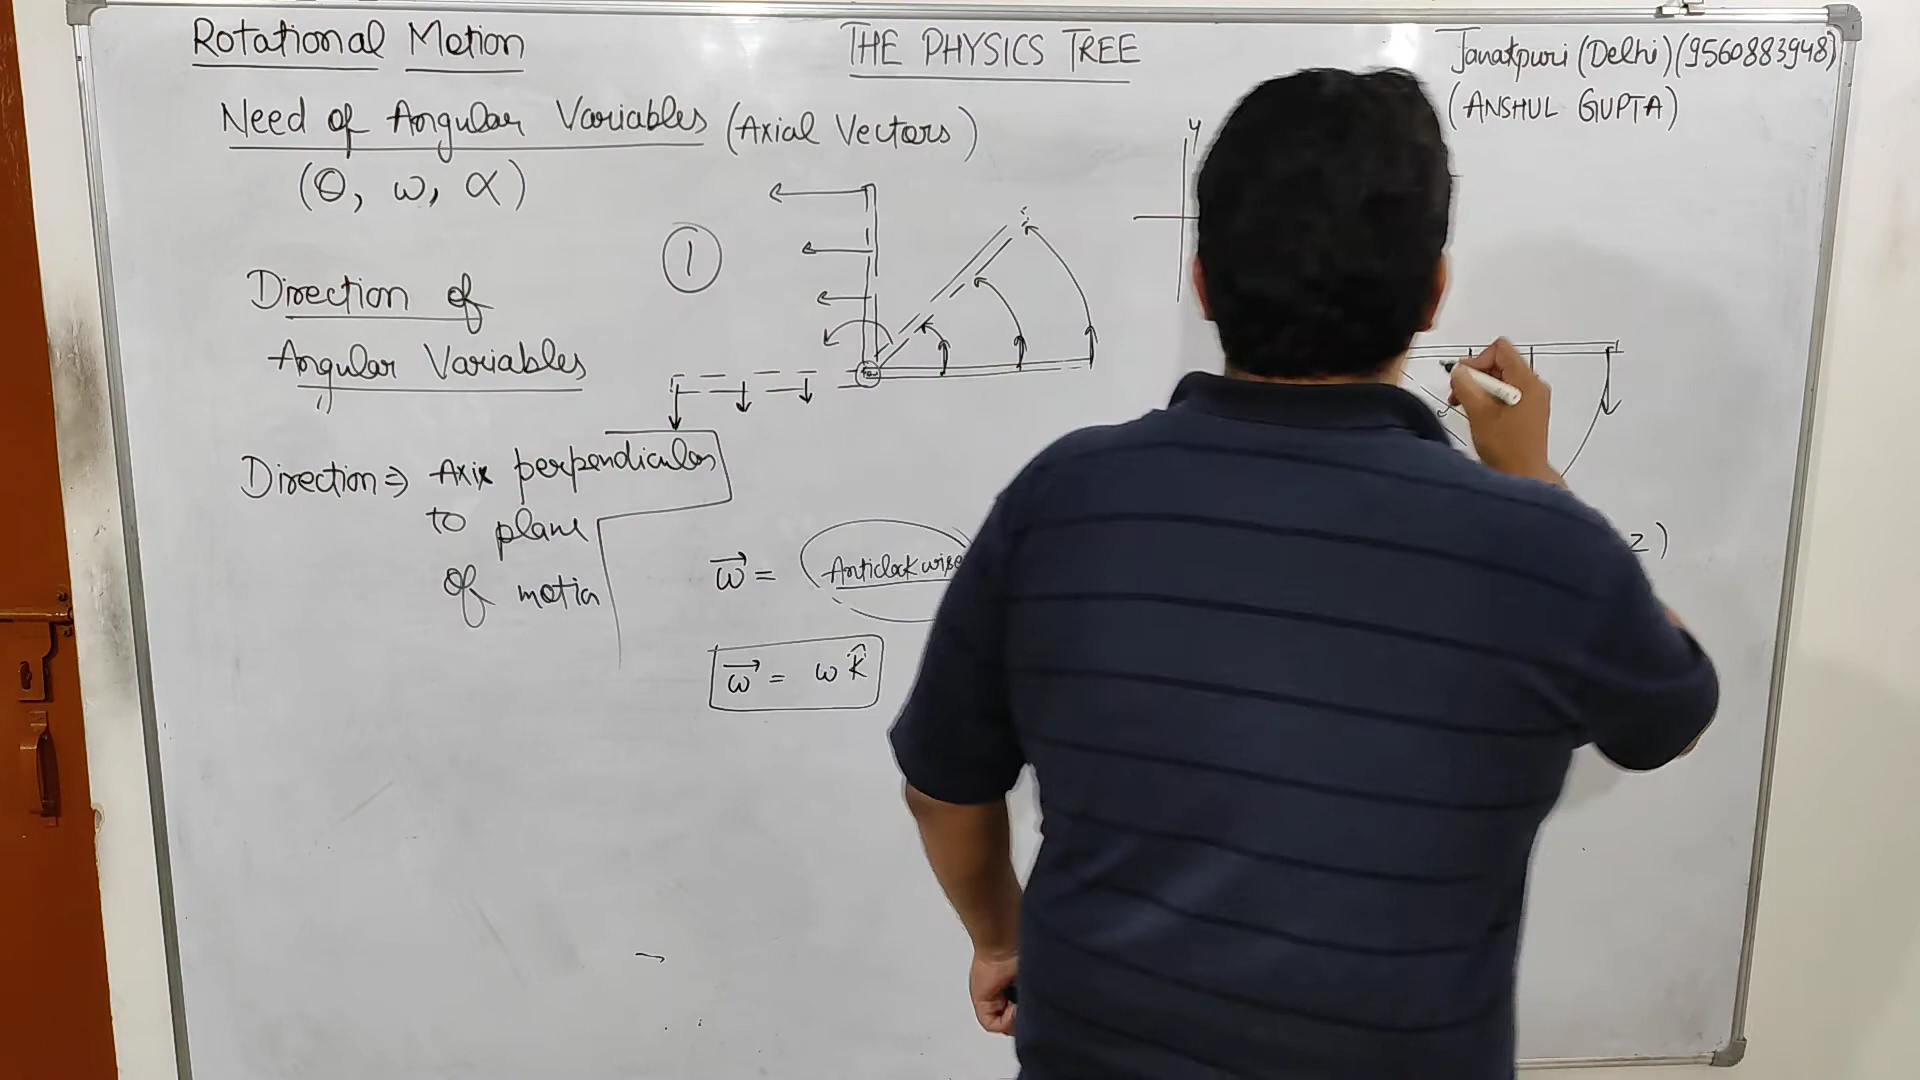 Rotational Motion
THE PHYSICS TREE
Janakpuri (Delhi) (9560883948)
(ANSHUL GUPTA)
Need of Angular Variables (Axial Vectors)
(θ, ω, α)
y
1
Direction of
Angular Variables
Direction ⇒ Axis perpendicular
to plane
of motion
ω⃗ = Anticlockwise
z)
ω⃗ = ω k̂